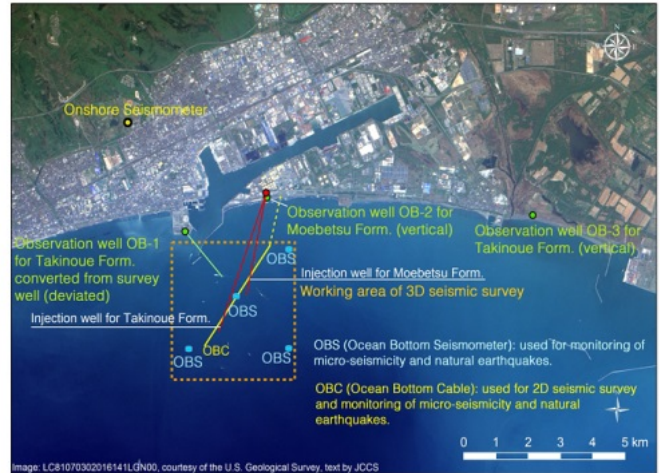 Onshore Seismometer
Observation well OB-2 for
Moebetsu Form. (vertical)
Observation well OB-3 for
Takinoue Form. (vertical)
Observation well OB-1
for Takinoue Form.
converted from survey
well (deviated)
OBS
Injection well for Moebetsu Form.
Working area of 3D seismic survey
OBS
Injection well for Takinoue Form.
OBC
OBS
OBS
OBS (Ocean Bottom Seismometer): used for monitoring of
micro-seismicity and natural earthquakes.
OBC (Ocean Bottom Cable): used for 2D seismic survey
and monitoring of micro-seismicity and natural
earthquakes.
0 1 2 3 4 5 km
Image: LC81070302016141LGN00, courtesy of the U.S. Geological Survey, text by JCCS